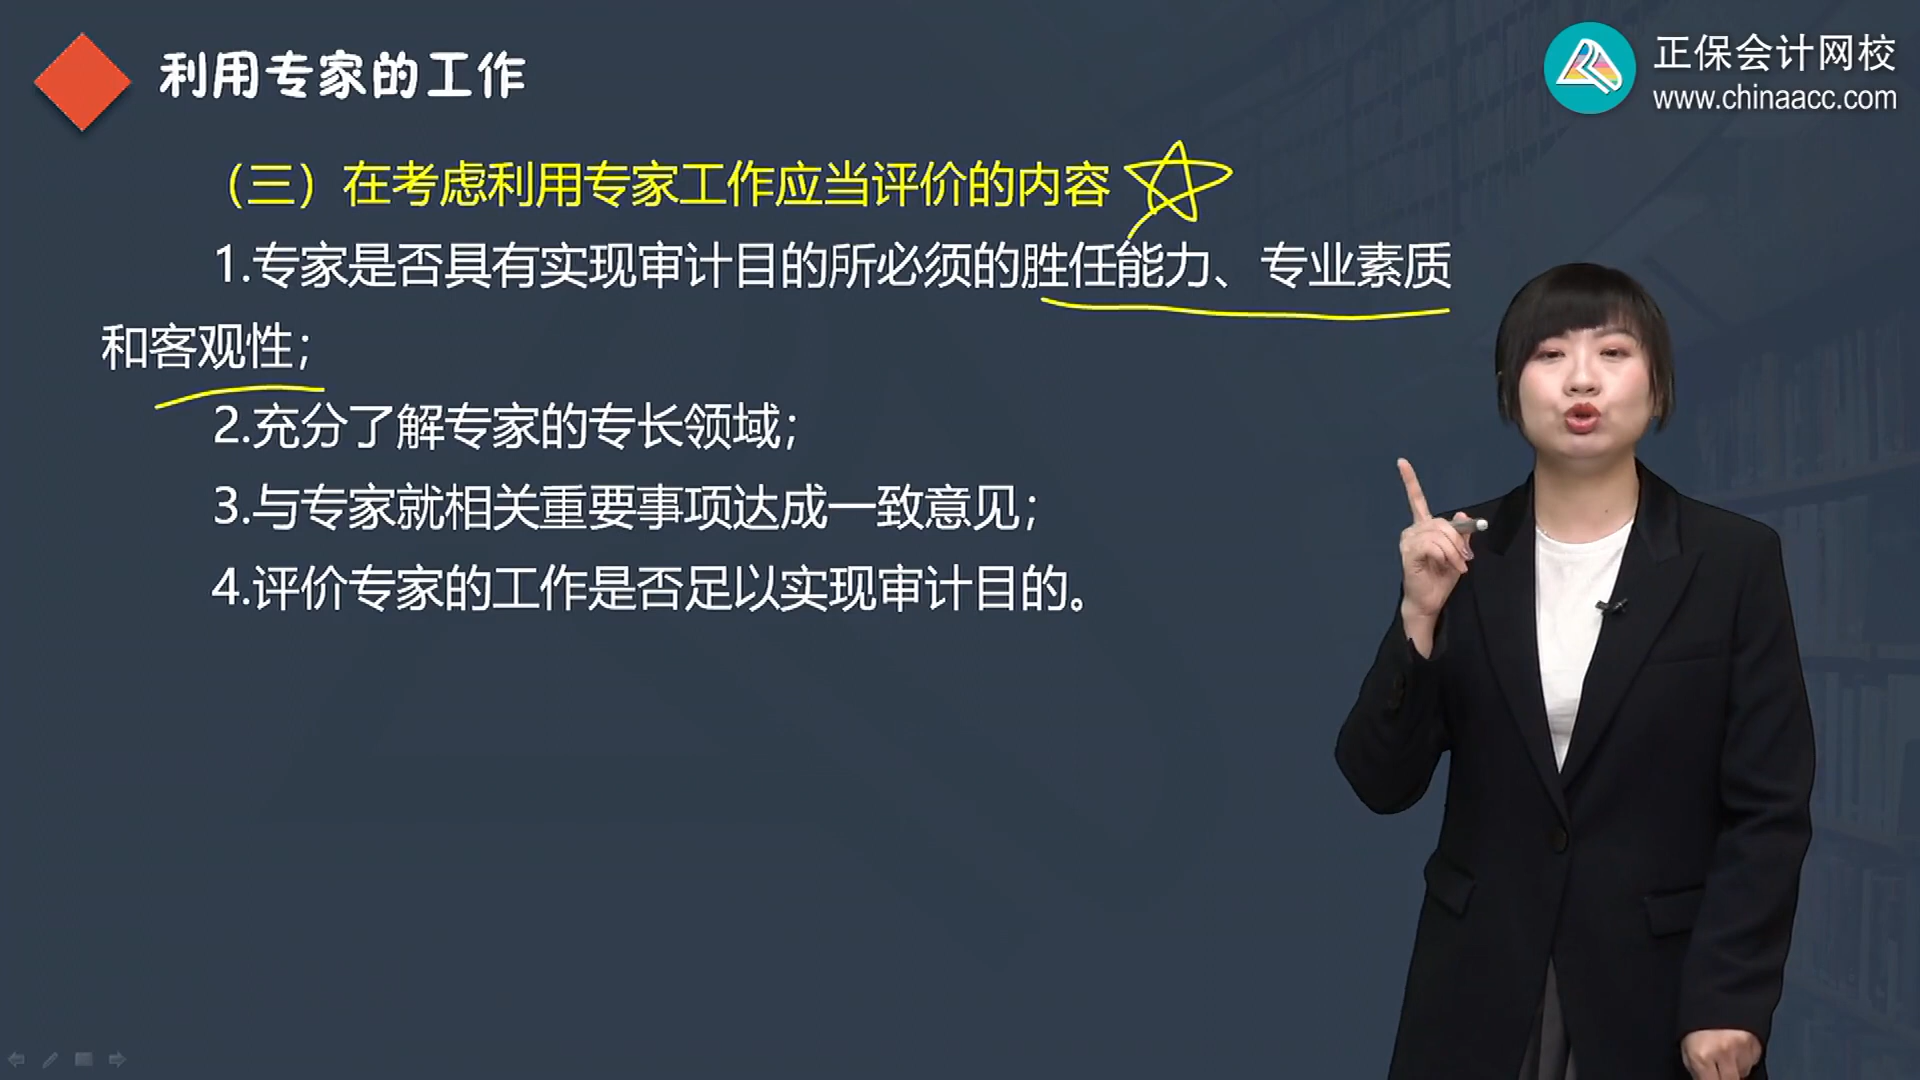 利用专家的工作
正保会计网校
www.chinaacc.com
（三）在考虑利用专家工作应当评价的内容
1.专家是否具有实现审计目的所必须的胜任能力、专业素质
和客观性；
2.充分了解专家的专长领域；
3.与专家就相关重要事项达成一致意见；
4.评价专家的工作是否足以实现审计目的。